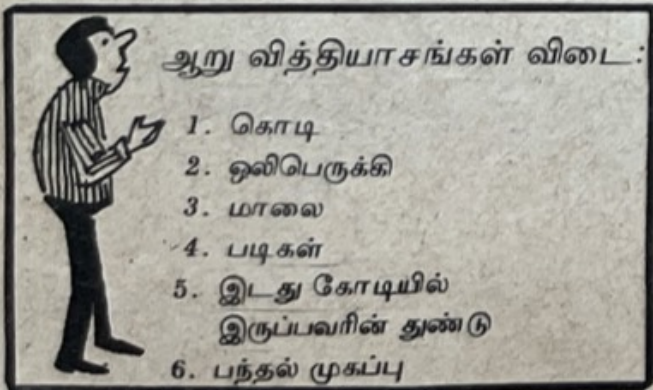 ஆறு வித்தியாசங்கள் விடை:
1. கொடி
2. ஒலிபெருக்கி
3. மாலை
4. படிகள்
5. இடது கோடியில்
இருப்பவரின் துண்டு
6. பந்தல் முகப்பு